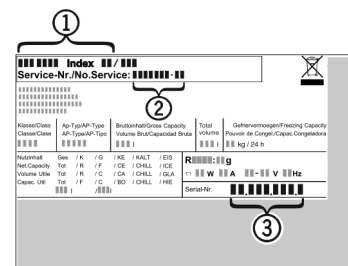 1
Index /
Service-Nr./No.Service: -
2
Klasse/Class Ap-Typ/AP-Type Bruttoinhalt/Gross Capacity Total Gefriervermoegen/Freezing Capacity
Classe/Clase AP-Type/AP-Tipo Volume Brut/Capacidad Bruta volume Pouvoir de Congel./Capac.Congeladora
l l kg / 24 h
Nutzinhalt Ges / K / G / KE / KALT / EIS
Net.Capacity Tot / R / F / CE / CHILL / ICE
Volume Utile Tot / R / C / CA / CHILL / GLA
Capac. Util Tot / F / C / BO / CHILL / HIE
l / l
R : g
W A - V Hz
Serial-Nr. . . .
3